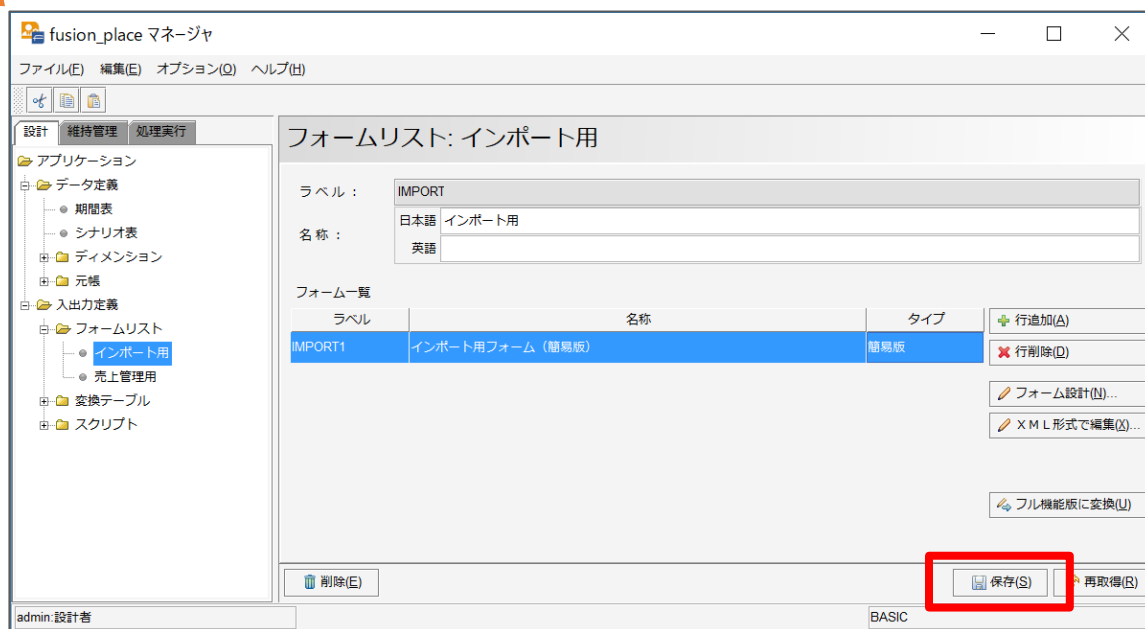 fusion_place マネージャ
ファイル(F) 編集(E) オプション(O) ヘルプ(H)
設計 維持管理 処理実行
アプリケーション
データ定義
期間表
シナリオ表
ディメンション
元帳
入出力定義
フォームリスト
インポート用
売上管理用
変換テーブル
スクリプト
フォームリスト: インポート用
ラベル： IMPORT
名称：
日本語 インポート用
英語
フォーム一覧
ラベル 名称 タイプ
IMPORT1 インポート用フォーム（簡易版） 簡易版
行追加(A)
行削除(D)
フォーム設計(N)...
ＸＭＬ形式で編集(X)...
フル機能版に変換(U)
削除(E) 保存(S) 再取得(R)
admin:設計者 BASIC